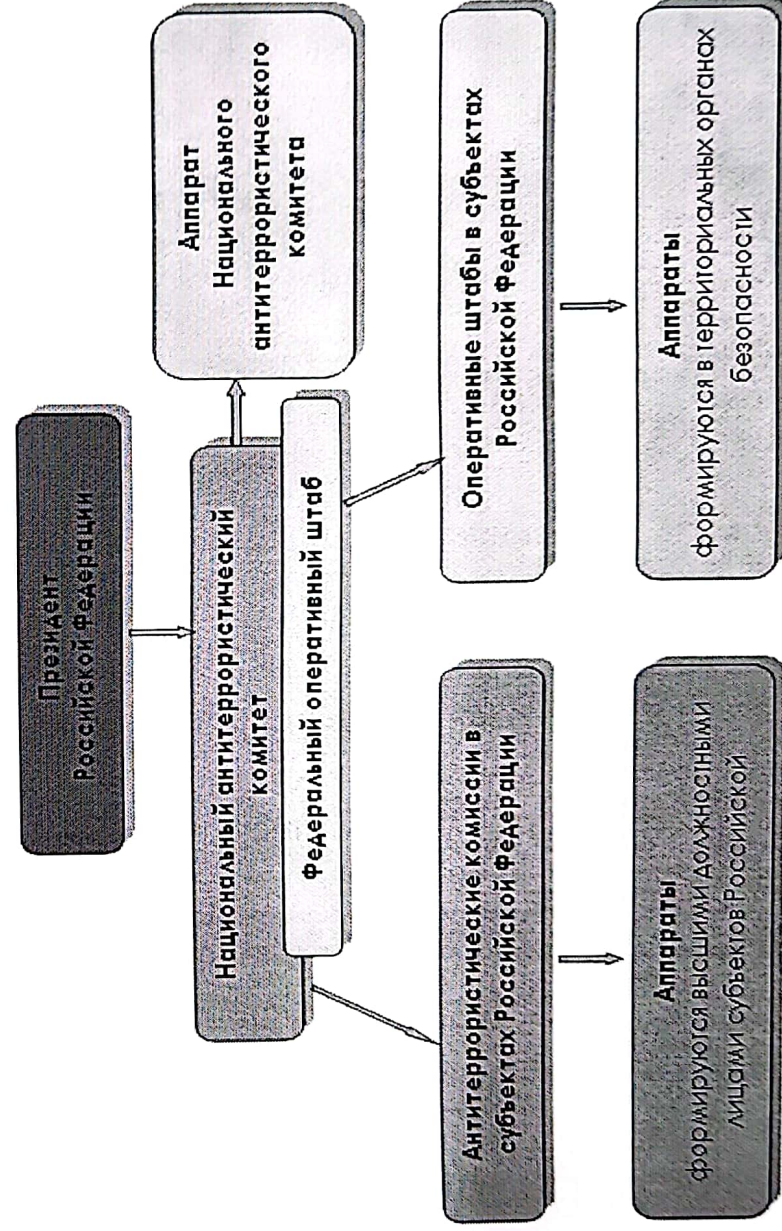 Президент
Российской Федерации
Национальный антитеррористический
комитет
Аппарат
Национального
антитеррористического
комитета
Федеральный оперативный штаб
Антитеррористические комиссии в
субъектах Российской Федерации
Оперативные штабы в субъектах
Российской Федерации
Аппараты
формируются высшими должностными
лицами субъектов Российской
Аппараты
формируются в территориальных органах
безопасности